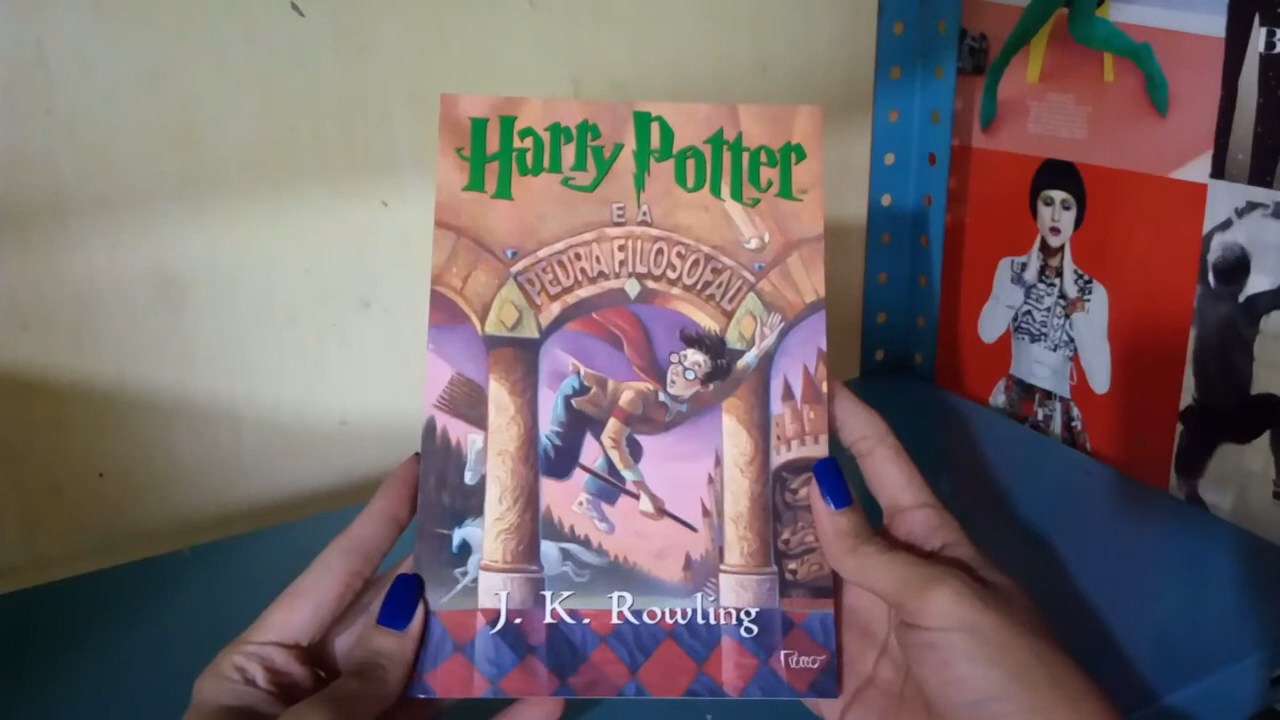 Harry Potter
E A
PEDRA FILOSOFAL
J. K. Rowling
Rocco
B